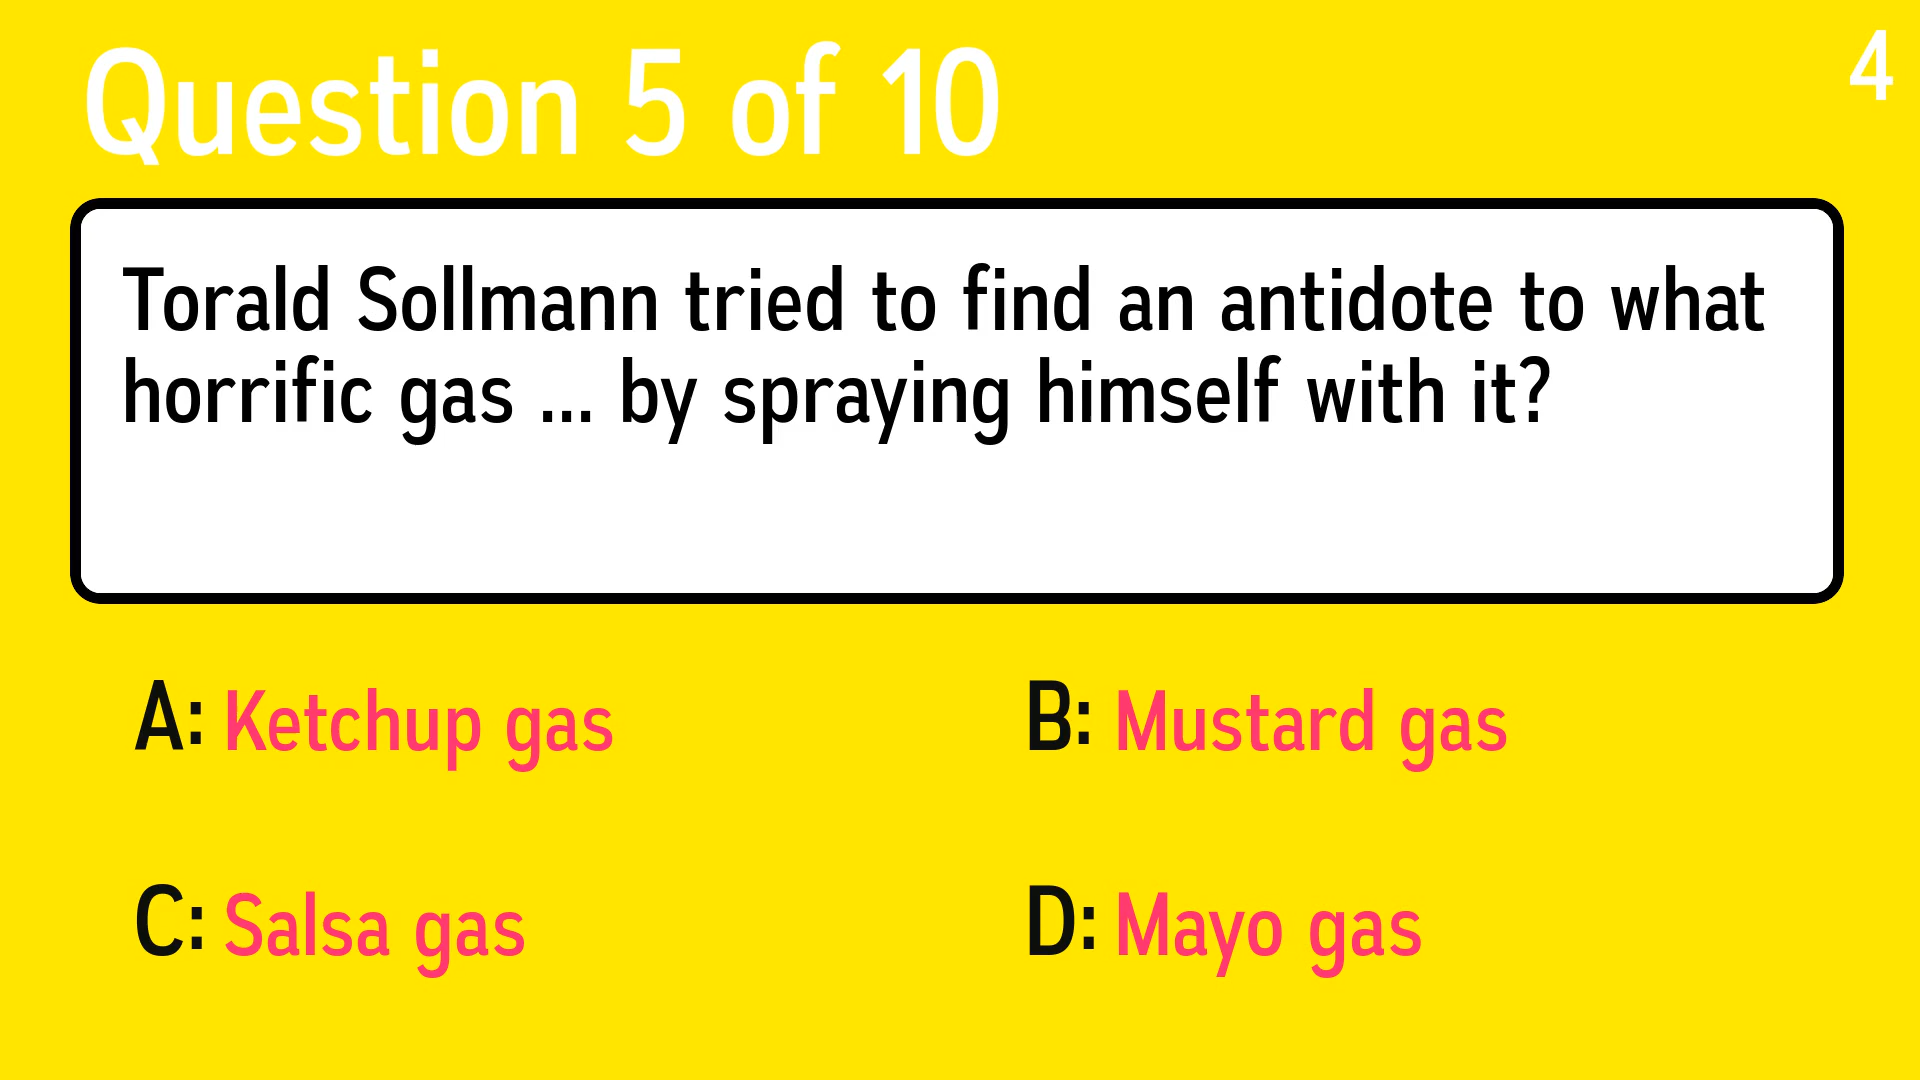 Question 5 of 10
4
Torald Sollmann tried to find an antidote to what
horrific gas ... by spraying himself with it?
A: Ketchup gas
B: Mustard gas
C: Salsa gas
D: Mayo gas